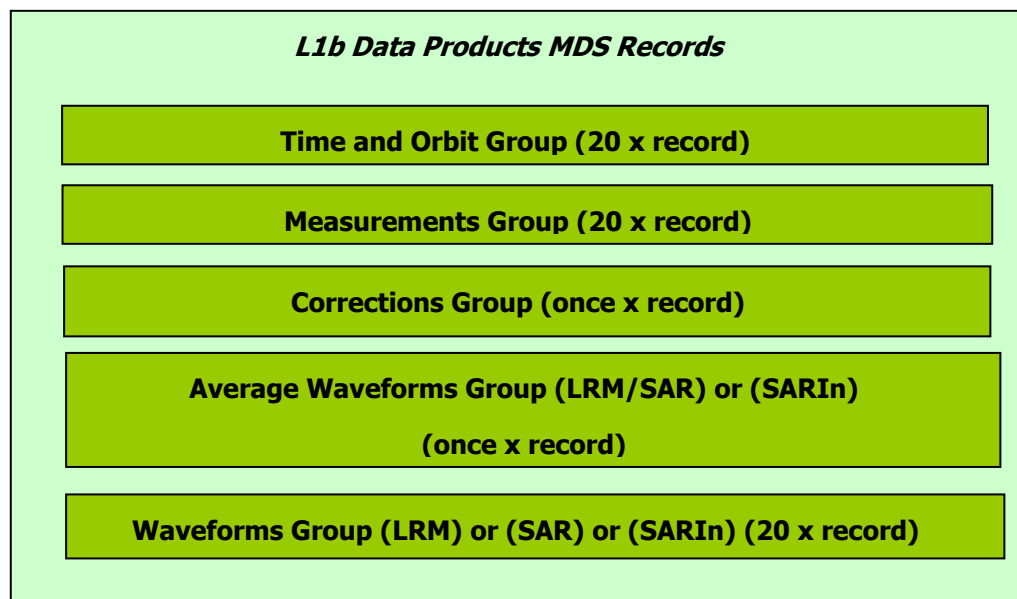 L1b Data Products MDS Records
Time and Orbit Group (20 x record)
Measurements Group (20 x record)
Corrections Group (once x record)
Average Waveforms Group (LRM/SAR) or (SARIn)
(once x record)
Waveforms Group (LRM) or (SAR) or (SARIn) (20 x record)